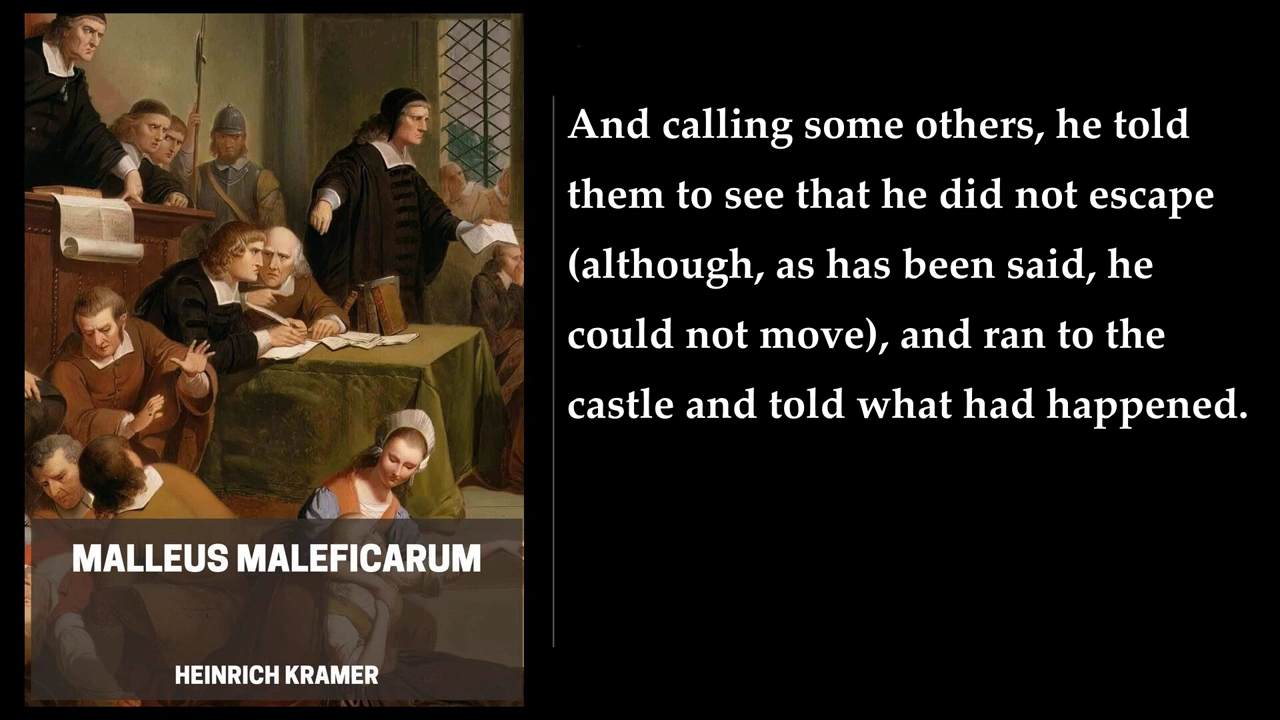 And calling some others, he told
them to see that he did not escape
(although, as has been said, he
could not move), and ran to the
castle and told what had happened.
MALLEUS MALEFICARUM
HEINRICH KRAMER